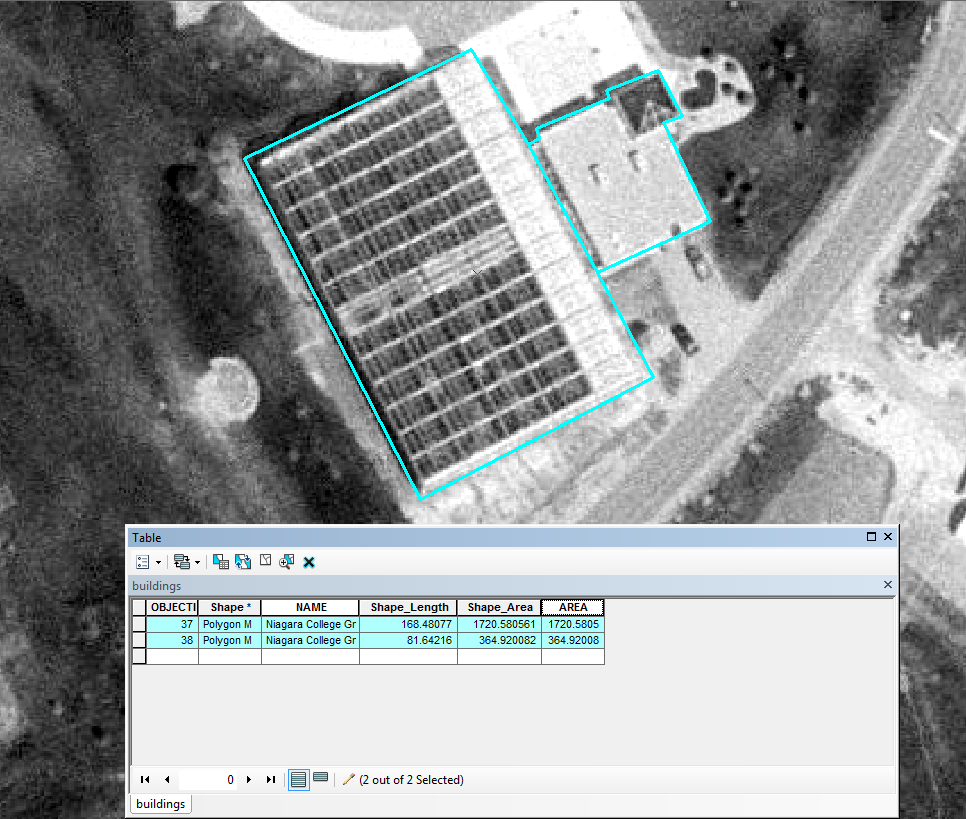 Table
buildings
OBJECTI Shape * NAME Shape_Length Shape_Area AREA
37 Polygon M Niagara College Gr 168.48077 1720.580561 1720.5805
38 Polygon M Niagara College Gr 81.64216 364.920082 364.92008
0 (2 out of 2 Selected)
buildings